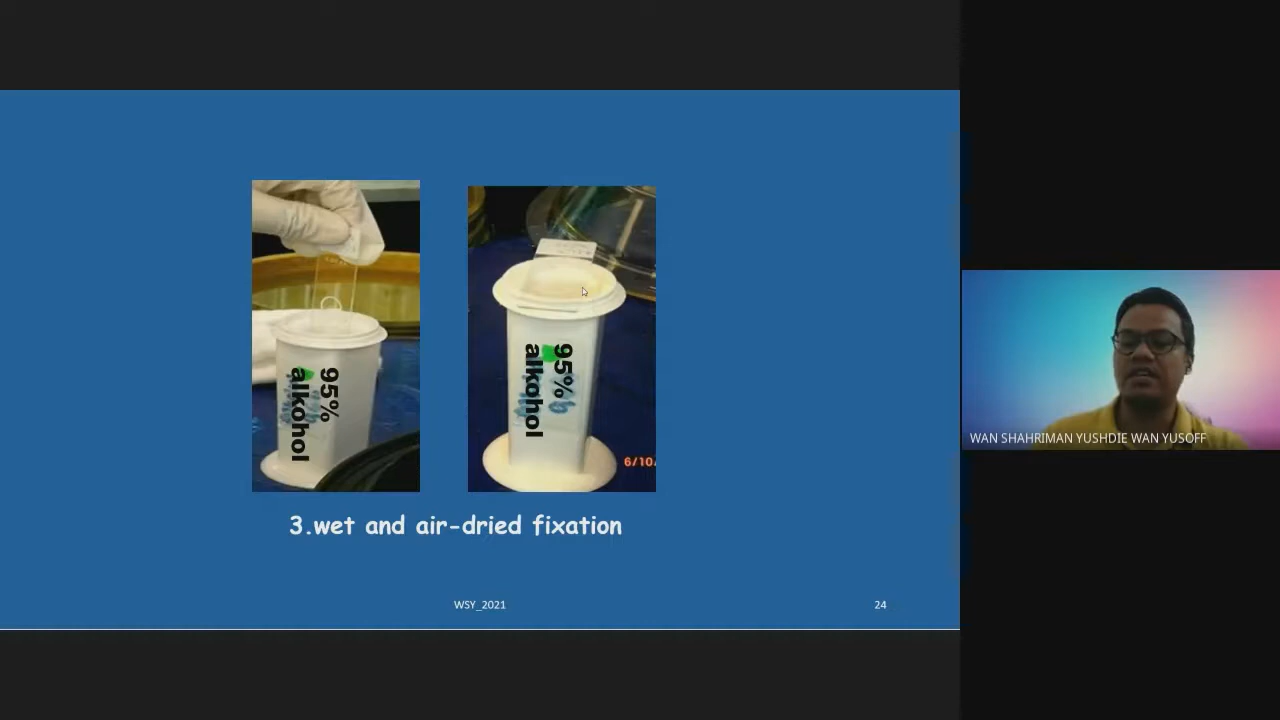 95%
alkohol
95%
alkohol
6/10
3.wet and air-dried fixation
WSY_2021
24
WAN SHAHRIMAN YUSHDIE WAN YUSOFF